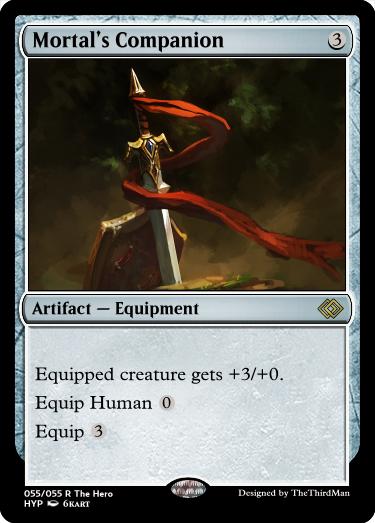 Mortal's Companion 3
Artifact — Equipment
Equipped creature gets +3/+0.
Equip Human 0
Equip 3
055/055 R The Hero
HYP 6KART
Designed by TheThirdMan